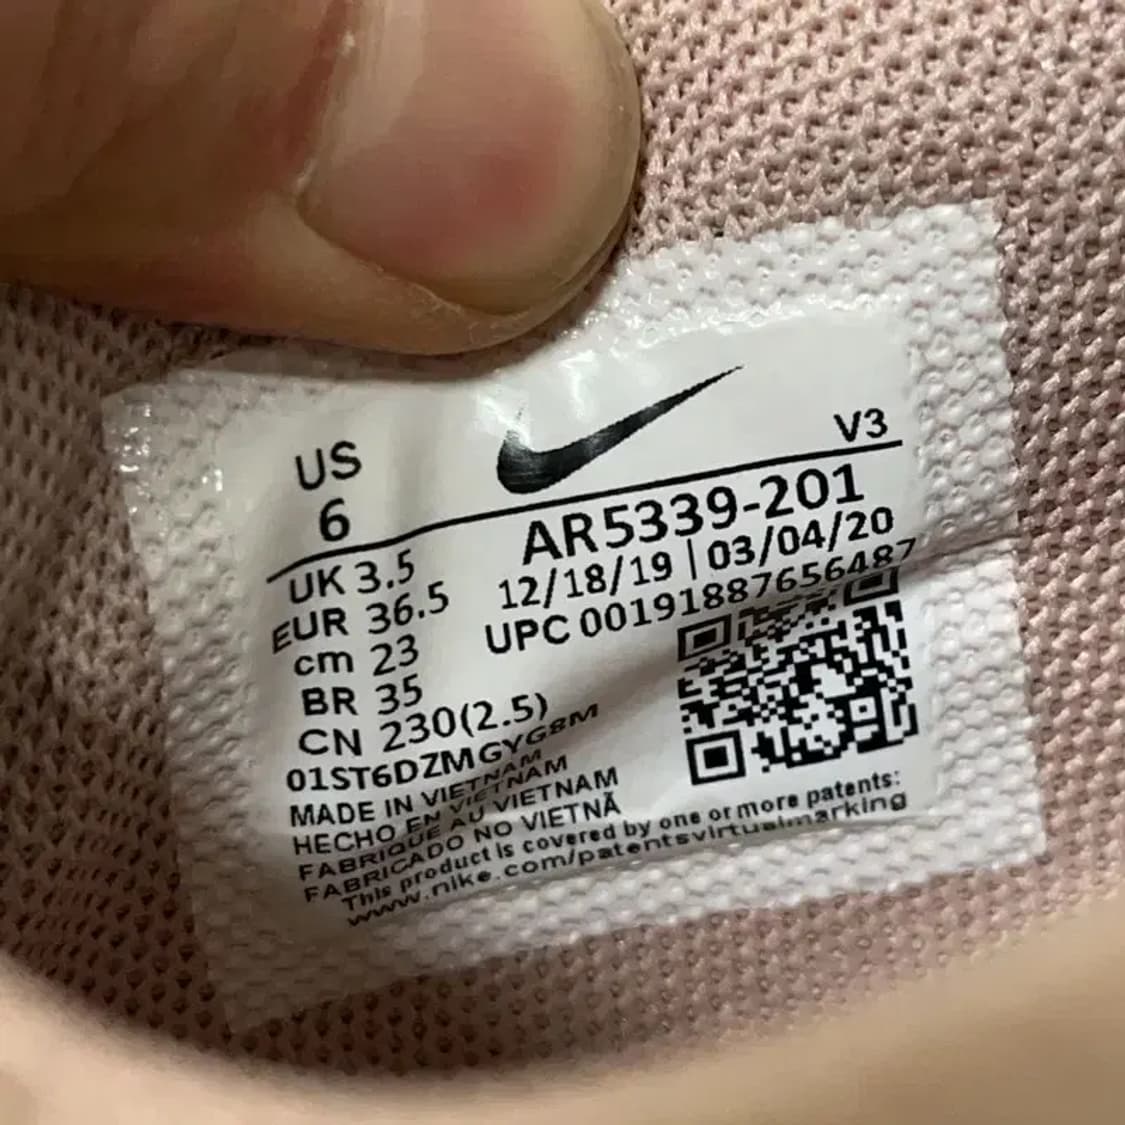 US
6
V3
AR5339-201
12/18/19 | 03/04/20
UPC 00191887656487
UK 3.5
EUR 36.5
cm 23
BR 35
CN 230(2.5)
01ST6DZMGYG8M
MADE IN VIETNAM
HECHO EN VIETNAM
FABRIQUE AU VIETNAM
FABRICADO NO VIETNÃ
This product is covered by one or more patents:
www.nike.com/patentsvirtualmarking